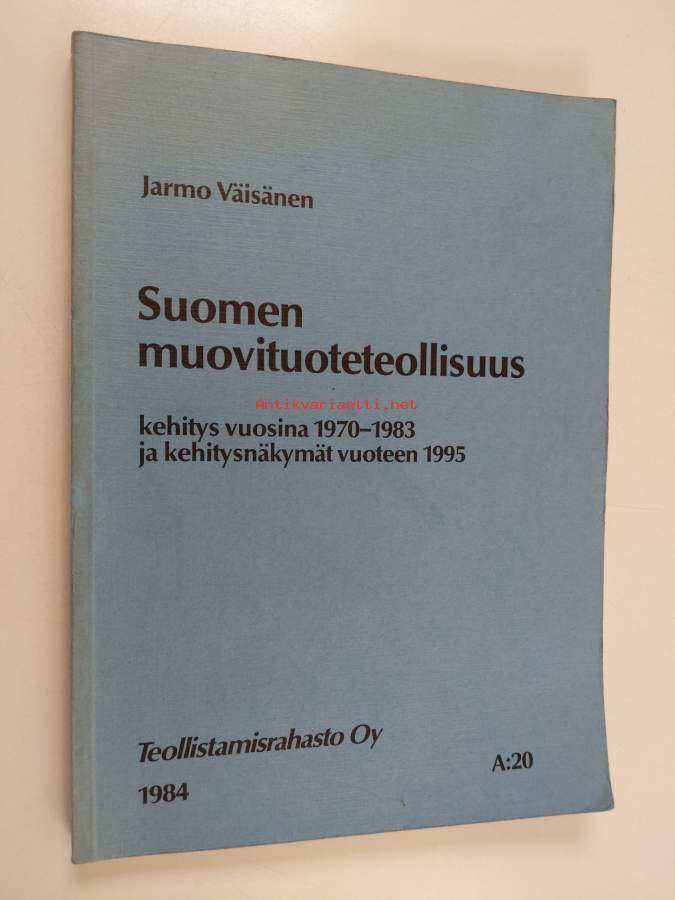 Jarmo Väisänen
Suomen
muovituoteteollisuus
Antikvariaatti.net
kehitys vuosina 1970–1983
ja kehitysnäkymät vuoteen 1995
Teollistamisrahasto Oy
A:20
1984